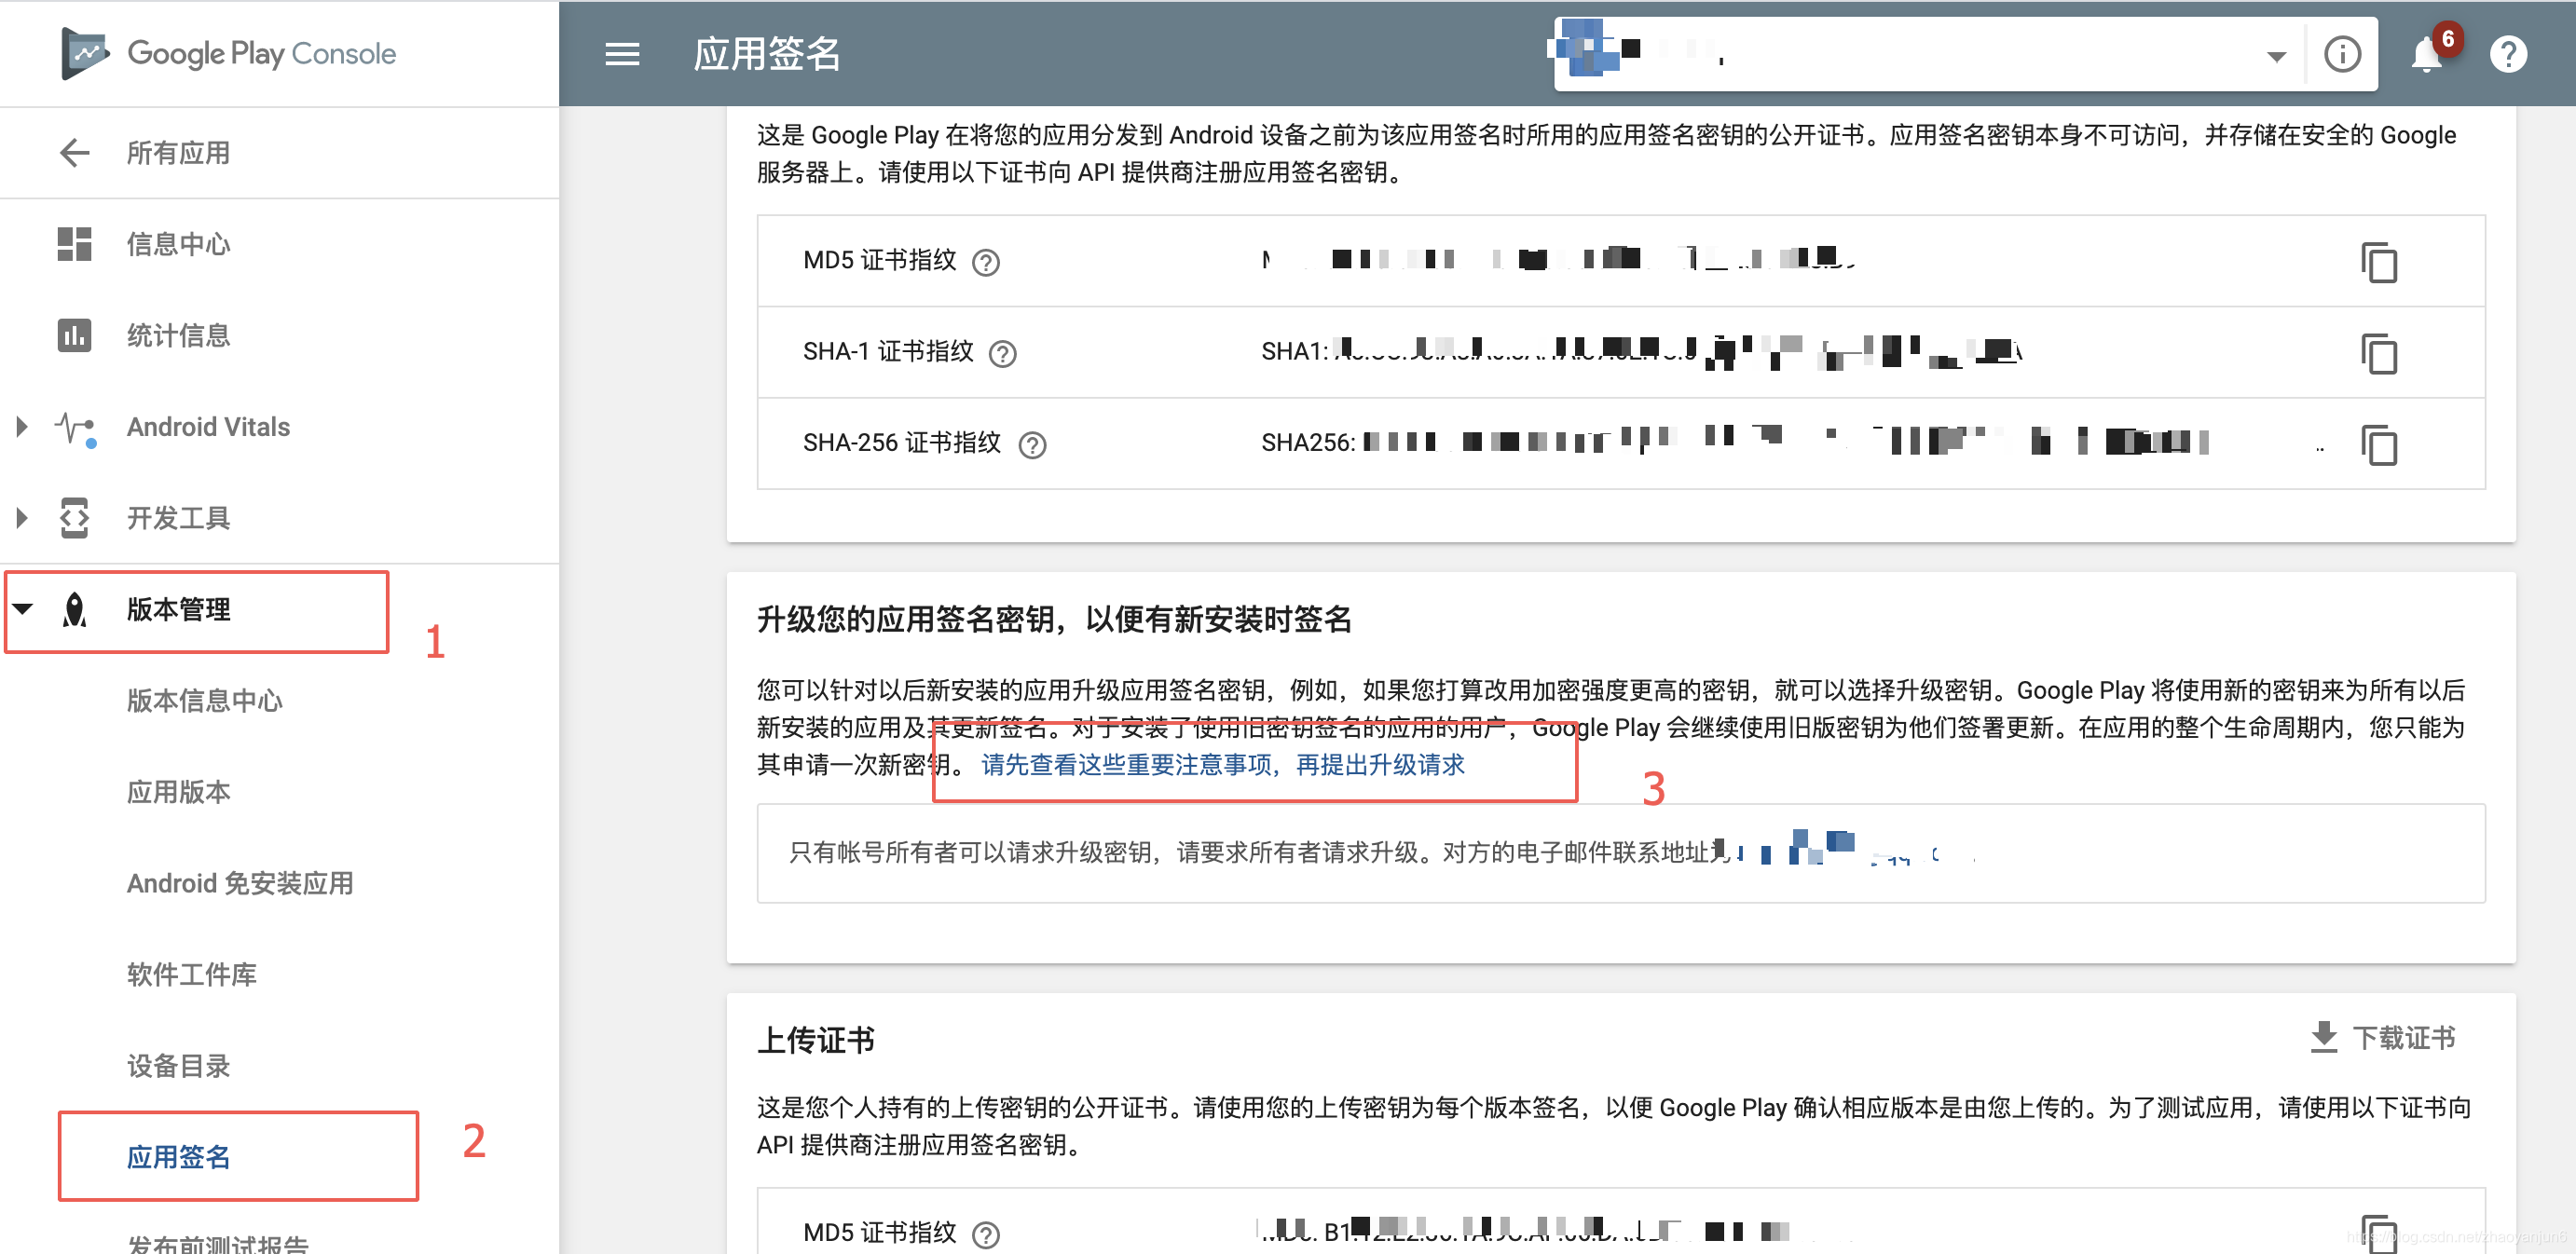 Google Play Console
应用签名
6
所有应用
信息中心
统计信息
Android Vitals
开发工具
版本管理
1
版本信息中心
应用版本
Android 免安装应用
软件工件库
设备目录
应用签名
2
发布前测试报告
这是 Google Play 在将您的应用分发到 Android 设备之前为该应用签名时所用的应用签名密钥的公开证书。应用签名密钥本身不可访问，并存储在安全的 Google
服务器上。请使用以下证书向 API 提供商注册应用签名密钥。
MD5 证书指纹
SHA-1 证书指纹
SHA1:
SHA-256 证书指纹
SHA256:
升级您的应用签名密钥，以便有新安装时签名
您可以针对以后新安装的应用升级应用签名密钥，例如，如果您打算改用加密强度更高的密钥，就可以选择升级密钥。Google Play 将使用新的密钥来为所有以后
新安装的应用及其更新签名。对于安装了使用旧密钥签名的应用的用户，Google Play 会继续使用旧版密钥为他们签署更新。在应用的整个生命周期内，您只能为
其申请一次新密钥。 请先查看这些重要注意事项，再提出升级请求
3
只有帐号所有者可以请求升级密钥，请要求所有者请求升级。对方的电子邮件联系地址为
上传证书
下载证书
这是您个人持有的上传密钥的公开证书。请使用您的上传密钥为每个版本签名，以便 Google Play 确认相应版本是由您上传的。为了测试应用，请使用以下证书向
API 提供商注册应用签名密钥。
MD5 证书指纹
https://blog.csdn.net/zhaoyanjun6